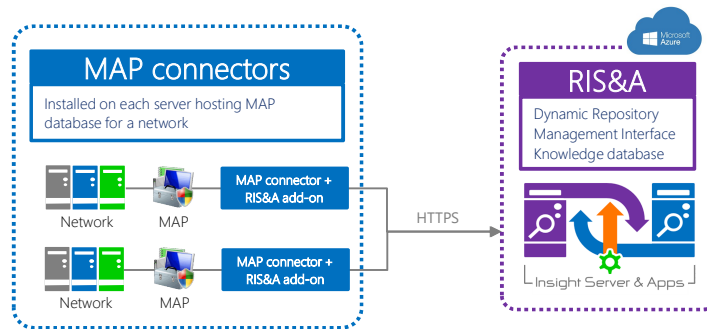 Microsoft
Azure
MAP connectors
Installed on each server hosting MAP
database for a network
RIS&A
Dynamic Repository
Management Interface
Knowledge database
MAP connector +
RIS&A add-on
Network
MAP
HTTPS
MAP connector +
RIS&A add-on
Network
MAP
Insight Server & Apps